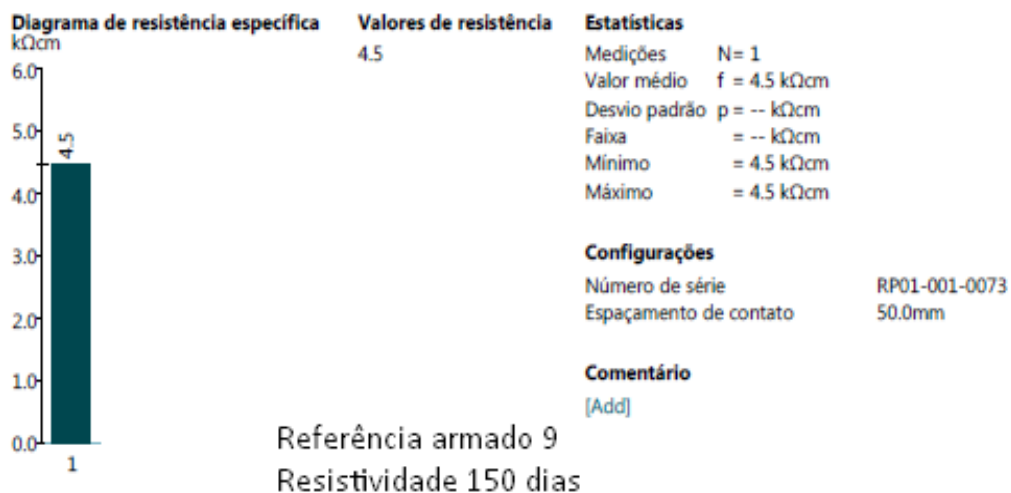 Diagrama de resistência específica
kΩcm
6.0
5.0
4.0
3.0
2.0
1.0
0.0
4.5
1
Valores de resistência
4.5
Estatísticas
Medições N= 1
Valor médio f = 4.5 kΩcm
Desvio padrão p = -- kΩcm
Faixa = -- kΩcm
Mínimo = 4.5 kΩcm
Máximo = 4.5 kΩcm
Configurações
Número de série RP01-001-0073
Espaçamento de contato 50.0mm
Comentário
[Add]
Referência armado 9
Resistividade 150 dias